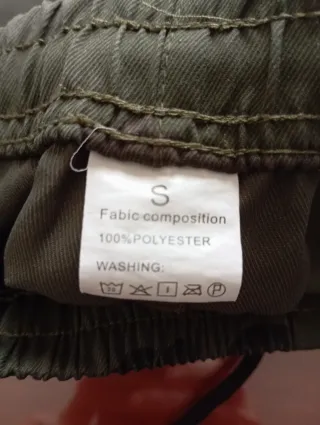 S
Fabic composition
100%POLYESTER
WASHING: